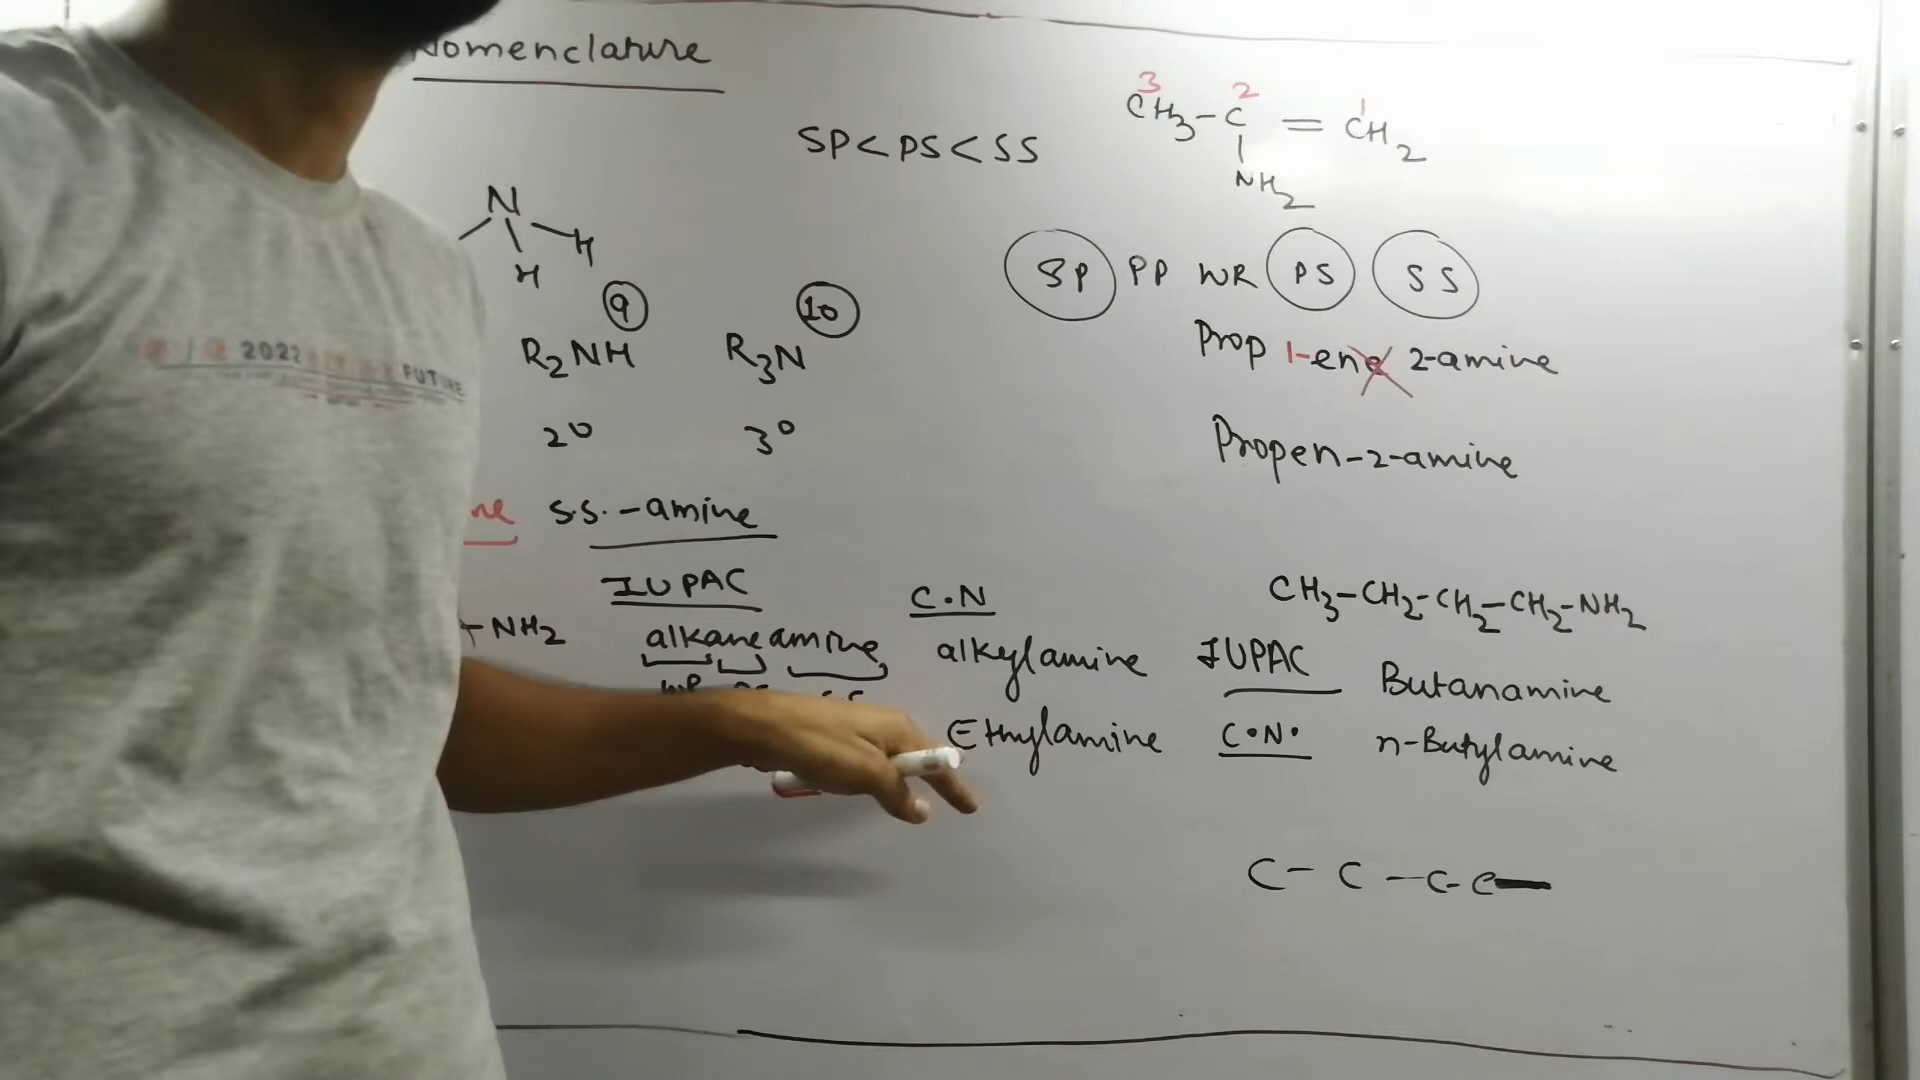 Nomenclature
SP < PS < SS
3 2 1
CH3-C=CH2
NH2
N
H
H
SP PP WR PS SS
9 10
R2NH R3N
Prop 1-ene 2-amine
2° 3°
Propen-2-amine
ne S.S. -amine
IUPAC C.N
CH3-CH2-CH2-CH2-NH2
-NH2 alkaneamine alkylamine
IUPAC Butanamine
Ethylamine
C.N. n-Butylamine
C-C-C-C-
2022 FUTURE